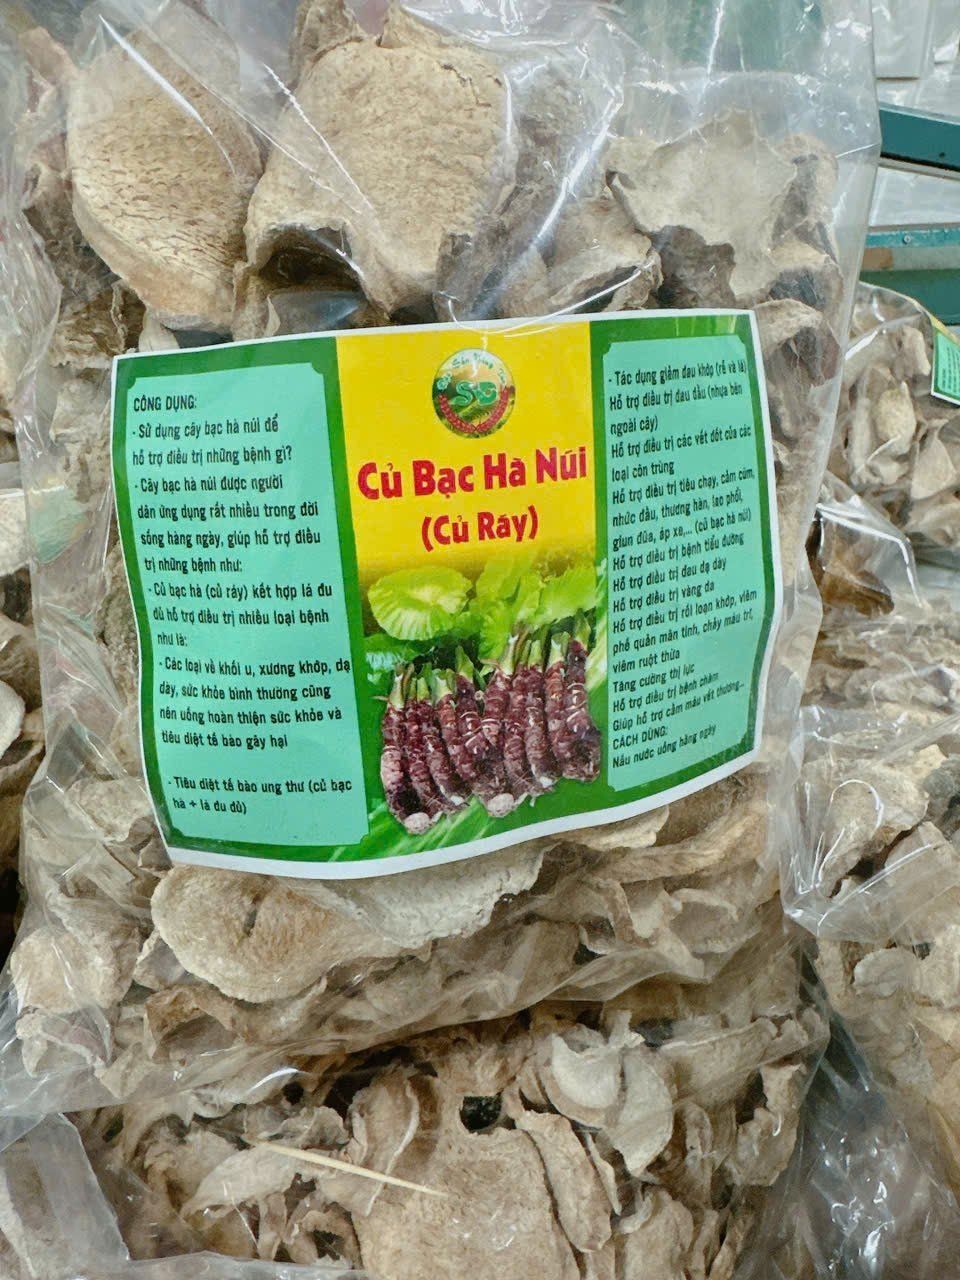 CÔNG DỤNG:
- Sử dụng cây bạc hà núi để
hỗ trợ điều trị những bệnh gì?
- Cây bạc hà núi được người
dân ứng dụng rất nhiều trong đời
sống hàng ngày, giúp hỗ trợ điều
trị những bệnh như:
- Củ bạc hà (củ ráy) kết hợp lá đu
đủ hỗ trợ điều trị nhiều loại bệnh
như là:
- Các loại về khối u, xương khớp, dạ
dày, sức khỏe bình thường cũng
nên uống hoàn thiện sức khỏe và
tiêu diệt tế bào gây hại
- Tiêu diệt tế bào ung thư (củ bạc
hà + lá đu đủ)
SD
Củ Bạc Hà Núi
(Củ Ráy)
- Tác dụng giảm đau khớp (rễ và lá)
Hỗ trợ điều trị đau đầu (nhựa bên
ngoài cây)
Hỗ trợ điều trị các vết đốt của các
loại côn trùng
Hỗ trợ điều trị tiêu chạy, cảm cúm,
nhức đầu, thương hàn, lao phổi,
giun đũa, áp xe,... (củ bạc hà núi)
Hỗ trợ điều trị bệnh tiểu đường
Hỗ trợ điều trị đau dạ dày
Hỗ trợ điều trị vàng da
Hỗ trợ điều trị rối loạn khớp, viêm
phế quản mãn tính, chảy máu trĩ,
viêm ruột thừa
Tăng cường thị lực
Hỗ trợ điều trị bệnh chàm
Giúp hỗ trợ cầm máu vết thương...
CÁCH DÙNG:
Nấu nước uống hằng ngày